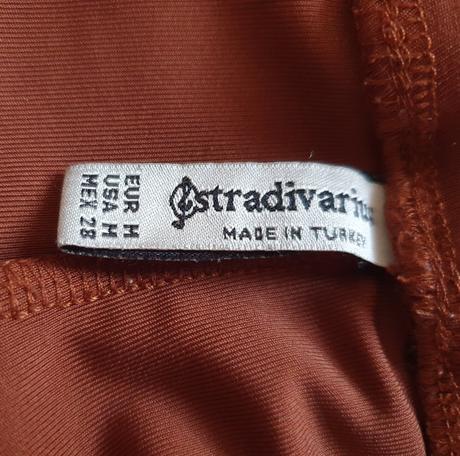 stradivarius
MADE IN TURKEY
EUR M
USA M
MEX 28